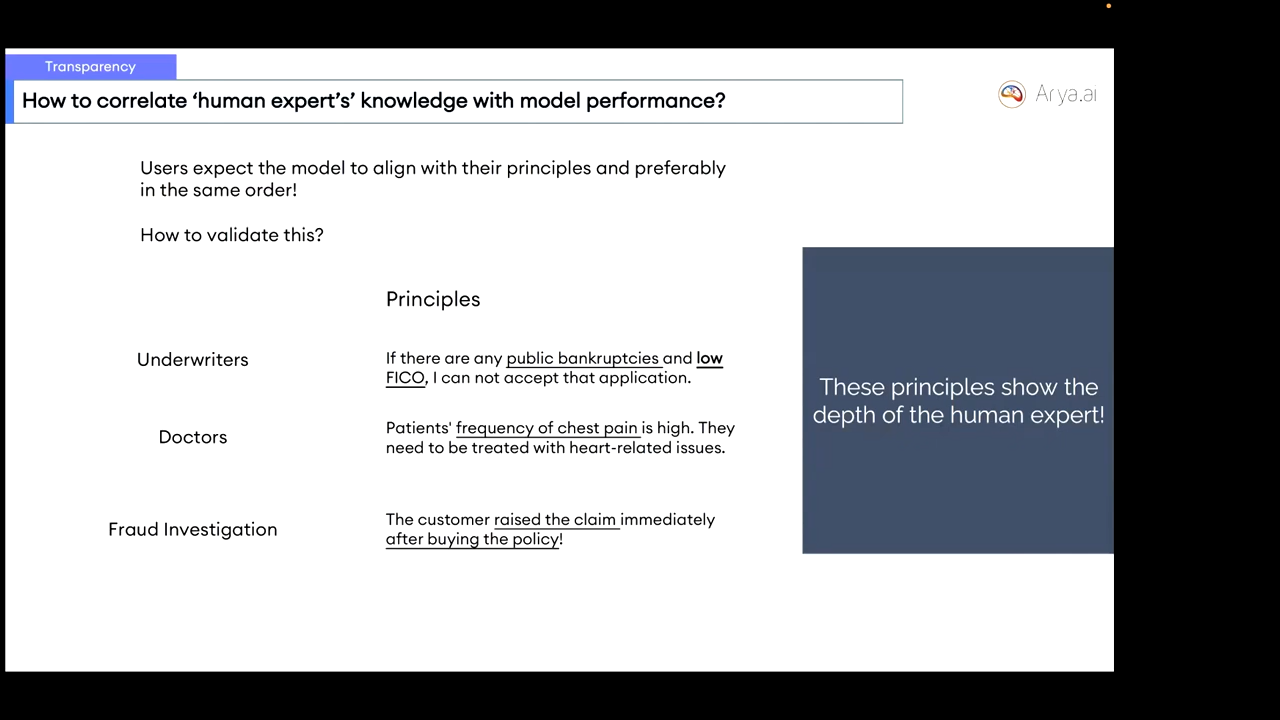 Transparency
How to correlate ‘human expert’s’ knowledge with model performance?
Arya.ai
Users expect the model to align with their principles and preferably
in the same order!
How to validate this?
Principles
Underwriters
If there are any public bankruptcies and low
FICO, I can not accept that application.
Doctors
Patients' frequency of chest pain is high. They
need to be treated with heart-related issues.
Fraud Investigation
The customer raised the claim immediately
after buying the policy!
These principles show the
depth of the human expert!